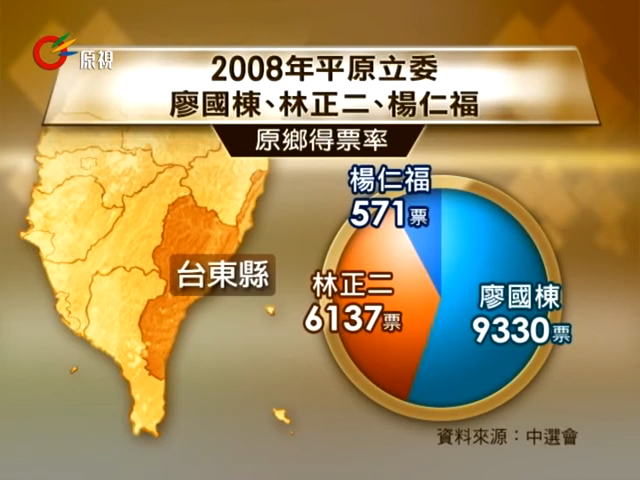 原視
2008年平原立委
廖國棟、林正二、楊仁福
原鄉得票率
楊仁福
571票
台東縣
林正二
6137票
廖國棟
9330票
資料來源：中選會